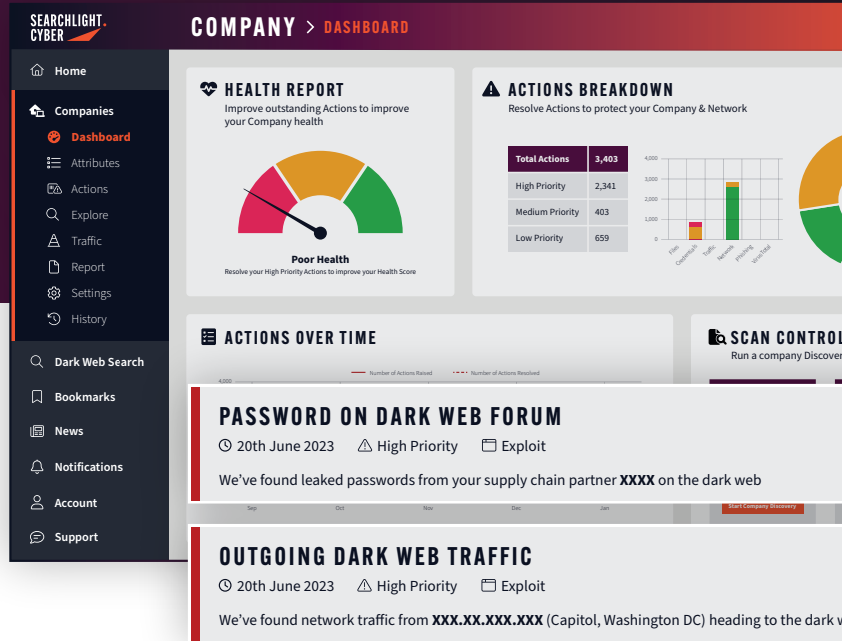 SEARCHLIGHT.
CYBER
COMPANY > DASHBOARD
Home
Companies
Dashboard
Attributes
Actions
Explore
Traffic
Report
Settings
History
Dark Web Search
Bookmarks
News
Notifications
Account
Support
HEALTH REPORT
Improve outstanding Actions to improve
your Company health
Poor Health
Resolve your High Priority Actions to improve your Health Score
ACTIONS BREAKDOWN
Resolve Actions to protect your Company & Network
Total Actions 3,403
High Priority 2,341
Medium Priority 403
Low Priority 659
4,000
3,000
2,000
1,000
0
Files Credentials Traffic Network Phishing VirusTotal
ACTIONS OVER TIME
Number of Actions Raised Number of Actions Resolved
4,000
SCAN CONTROL
Run a company Discover
PASSWORD ON DARK WEB FORUM
20th June 2023 High Priority Exploit
We've found leaked passwords from your supply chain partner XXXX on the dark web
Sep Oct Nov Dec Jan
Start Company Discovery
OUTGOING DARK WEB TRAFFIC
20th June 2023 High Priority Exploit
We've found network traffic from XXX.XX.XXX.XXX (Capitol, Washington DC) heading to the dark w